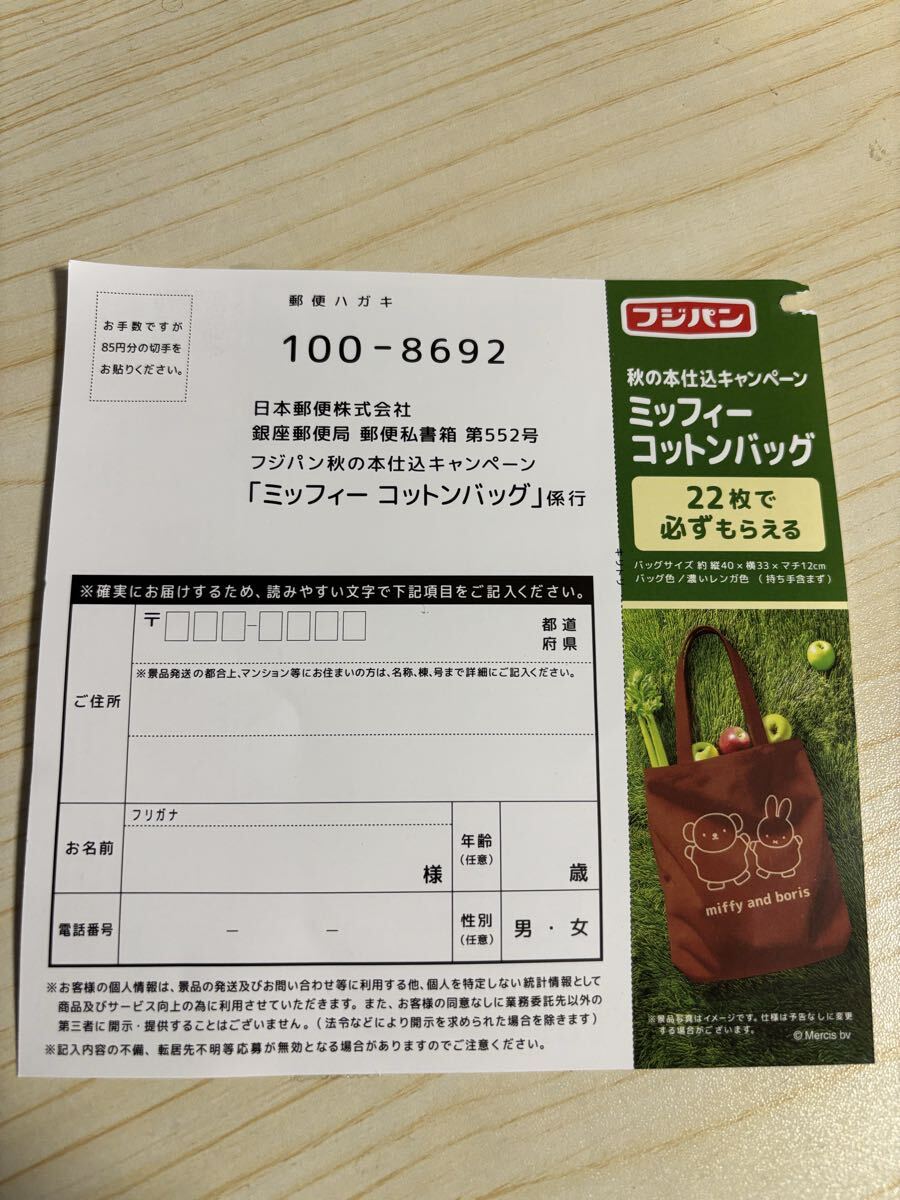 郵便ハガキ
お手数ですが
85円分の切手を
お貼りください。
100-8692
日本郵便株式会社
銀座郵便局 郵便私書箱 第552号
フジパン秋の本仕込キャンペーン
「ミッフィー コットンバッグ」係行
※確実にお届けするため、読みやすい文字で下記項目をご記入ください。
ご住所
〒
都道
府県
※景品発送の都合上、マンション等にお住まいの方は、名称、棟、号まで詳細にご記入ください。
お名前
フリガナ
様
年齢
(任意)
歳
電話番号
― ―
性別
(任意)
男・女
※お客様の個人情報は、景品の発送及びお問い合わせ等に利用する他、個人を特定しない統計情報として
商品及びサービス向上の為に利用させていただきます。また、お客様の同意なしに業務委託先以外の
第三者に開示・提供することはございません。(法令などにより開示を求められた場合を除きます)
※記入内容の不備、転居先不明等応募が無効となる場合がありますのでご注意ください。
キリトリ
フジパン
秋の本仕込キャンペーン
ミッフィー
コットンバッグ
22枚で
必ずもらえる
バッグサイズ 約 縦40×横33×マチ12cm
バッグ色/濃いレンガ色 (持ち手含まず)
miffy and boris
※景品写真はイメージです。仕様は予告なしに変更
する場合がございます。
© Mercis bv